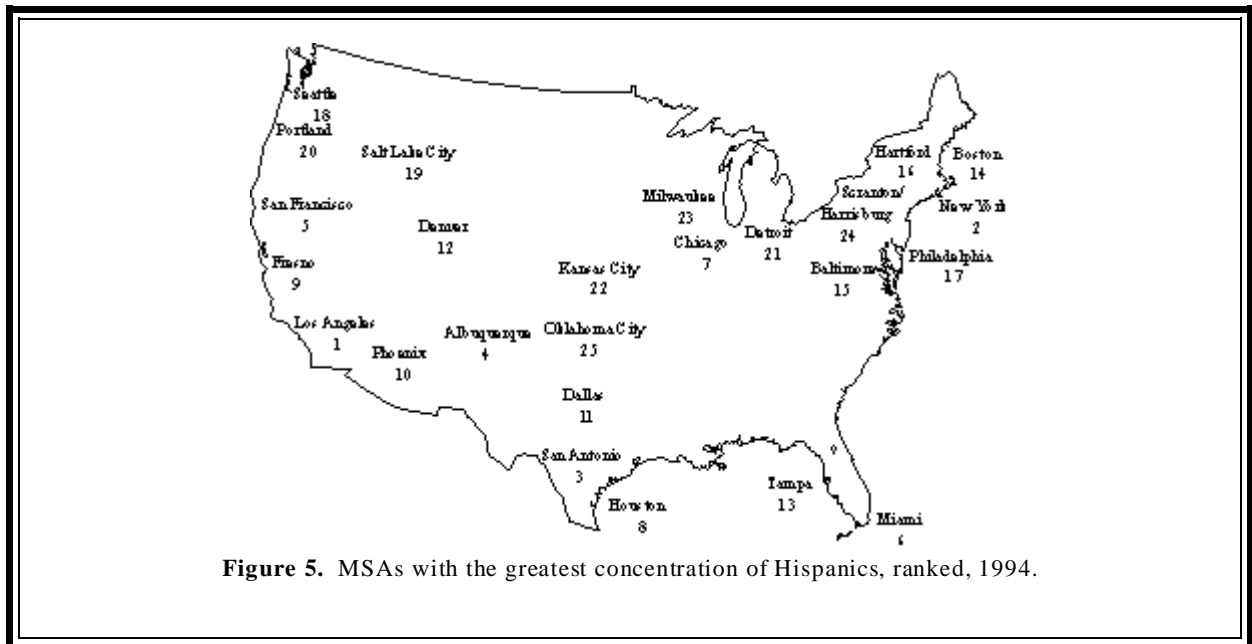 Seattle
18
Portland
20
Salt Lake City
19
Hartford
16
Boston
14
San Francisco
5
Denver
12
Milwaukee
23
Chicago
7
Detroit
21
Scranton/
Harrisburg
24
New York
2
Fresno
9
Kansas City
22
Baltimore
15
Philadelphia
17
Los Angeles
1
Phoenix
10
Albuquerque
4
Oklahoma City
25
Dallas
11
San Antonio
3
Houston
8
Tampa
13
Miami
6
Figure 5. MSAs with the greatest concentration of Hispanics, ranked, 1994.